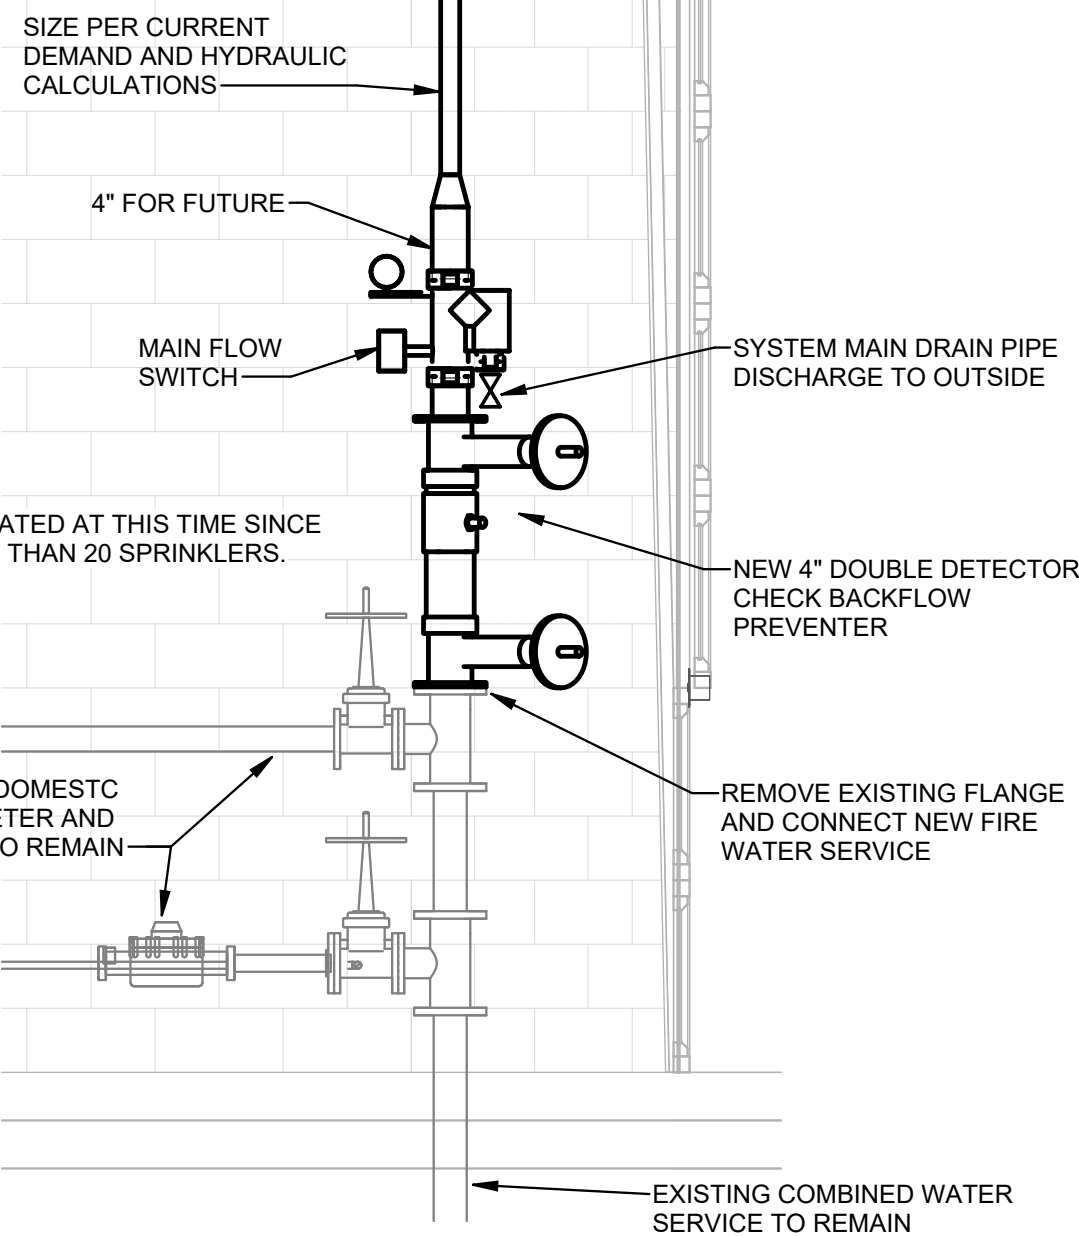 SIZE PER CURRENT
DEMAND AND HYDRAULIC
CALCULATIONS
4" FOR FUTURE
MAIN FLOW
SWITCH
SYSTEM MAIN DRAIN PIPE
DISCHARGE TO OUTSIDE
ATED AT THIS TIME SINCE
THAN 20 SPRINKLERS.
NEW 4" DOUBLE DETECTOR
CHECK BACKFLOW
PREVENTER
DOMESTC
ETER AND
O REMAIN
REMOVE EXISTING FLANGE
AND CONNECT NEW FIRE
WATER SERVICE
EXISTING COMBINED WATER
SERVICE TO REMAIN